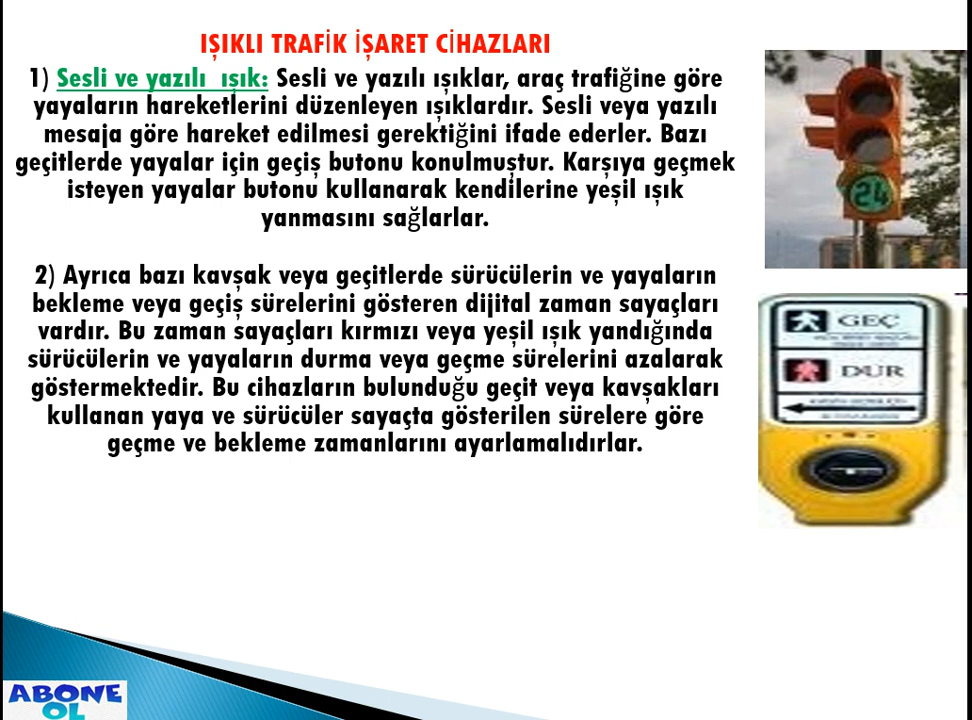 IŞIKLI TRAFİK İŞARET CİHAZLARI
1) Sesli ve yazılı ışık: Sesli ve yazılı ışıklar, araç trafiğine göre
yayaların hareketlerini düzenleyen ışıklardır. Sesli veya yazılı
mesaja göre hareket edilmesi gerektiğini ifade ederler. Bazı
geçitlerde yayalar için geçiş butonu konulmuştur. Karşıya geçmek
isteyen yayalar butonu kullanarak kendilerine yeşil ışık
yanmasını sağlarlar.
2) Ayrıca bazı kavşak veya geçitlerde sürücülerin ve yayaların
bekleme veya geçiş sürelerini gösteren dijital zaman sayaçları
vardır. Bu zaman sayaçları kırmızı veya yeşil ışık yandığında
sürücülerin ve yayaların durma veya geçme sürelerini azalarak
göstermektedir. Bu cihazların bulunduğu geçit veya kavşakları
kullanan yaya ve sürücüler sayaçta gösterilen sürelere göre
geçme ve bekleme zamanlarını ayarlamalıdırlar.
24
GEÇ
DUR
ABONE
OL